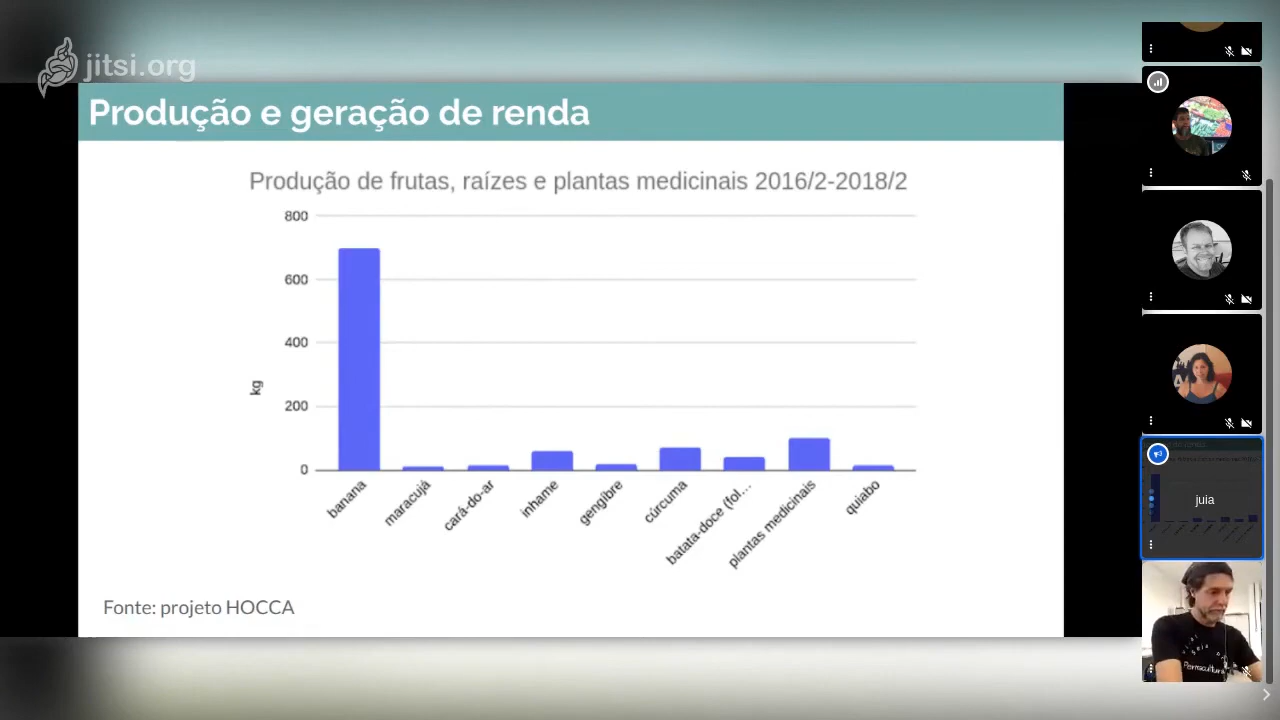 jitsi.org
Produção e geração de renda
Produção de frutas, raízes e plantas medicinais 2016/2-2018/2
800
600
400
200
0
kg
banana
maracujá
cará-do-ar
inhame
gengibre
cúrcuma
batata-doce (fol...
plantas medicinais
quiabo
Fonte: projeto HOCCA
juia
Permacultura